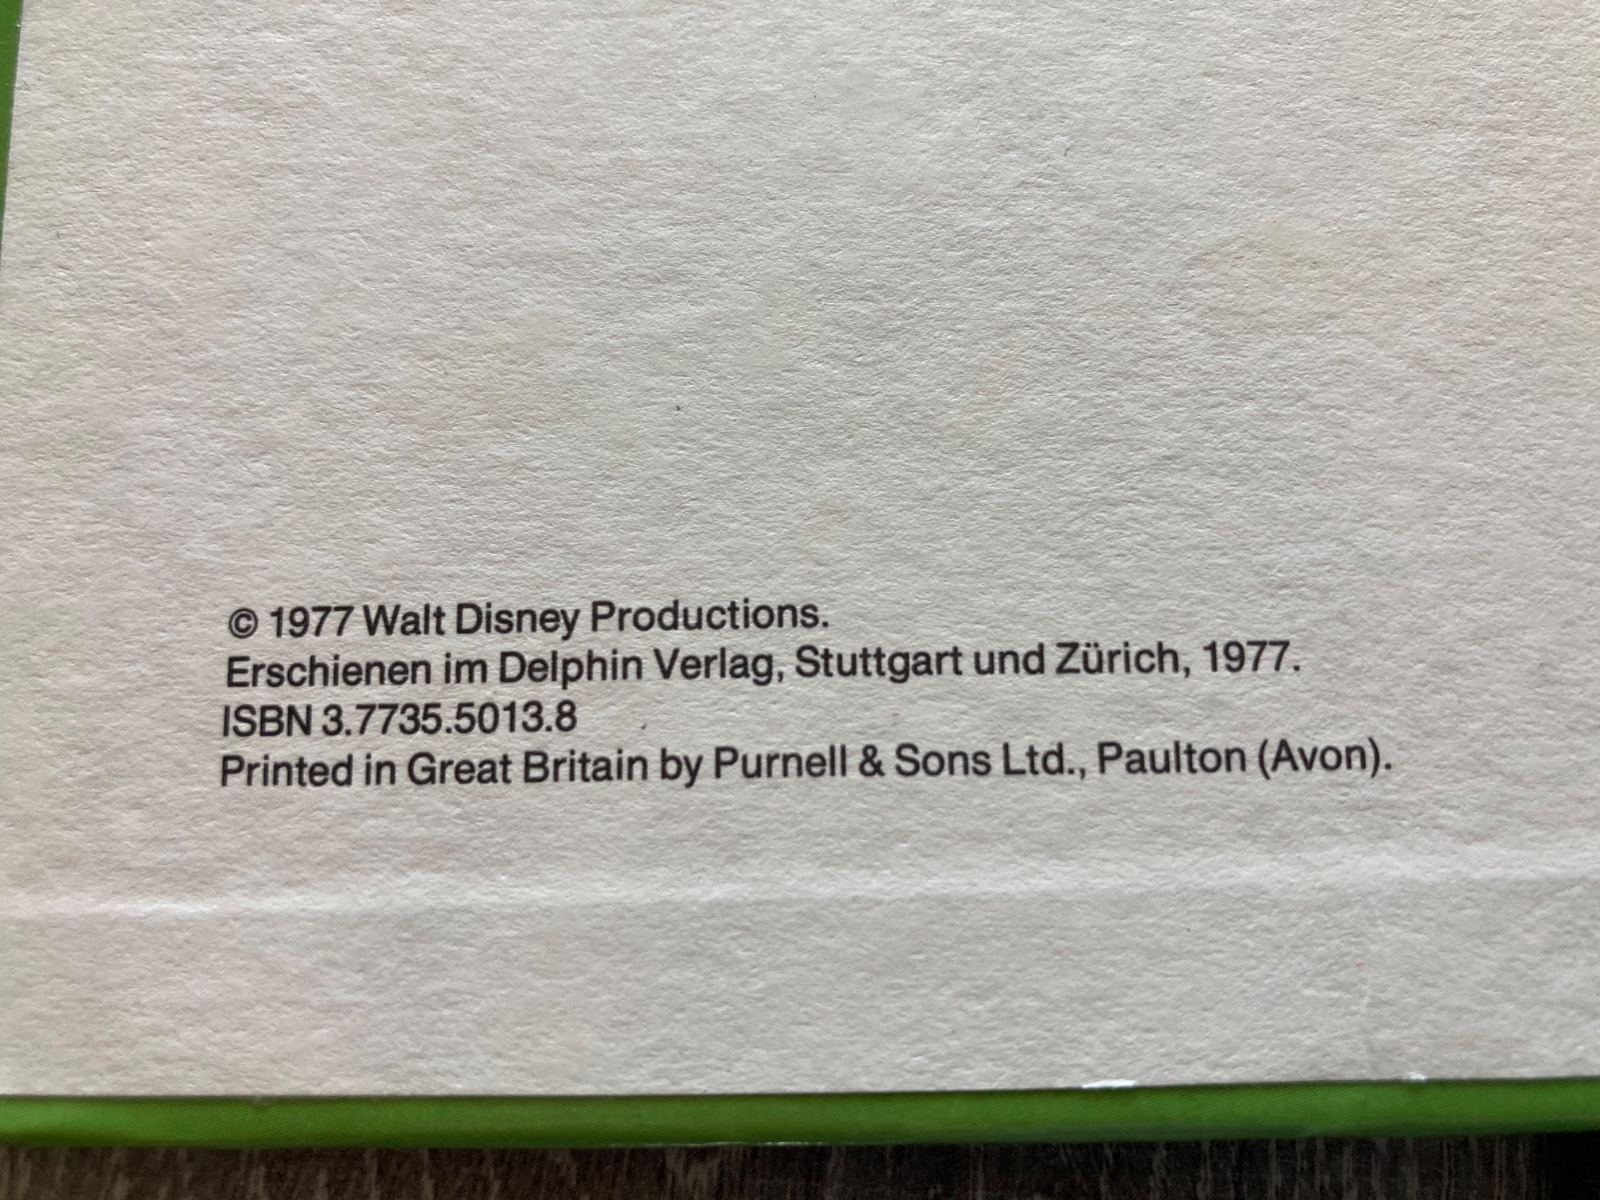 © 1977 Walt Disney Productions.
Erschienen im Delphin Verlag, Stuttgart und Zürich, 1977.
ISBN 3.7735.5013.8
Printed in Great Britain by Purnell & Sons Ltd., Paulton (Avon).